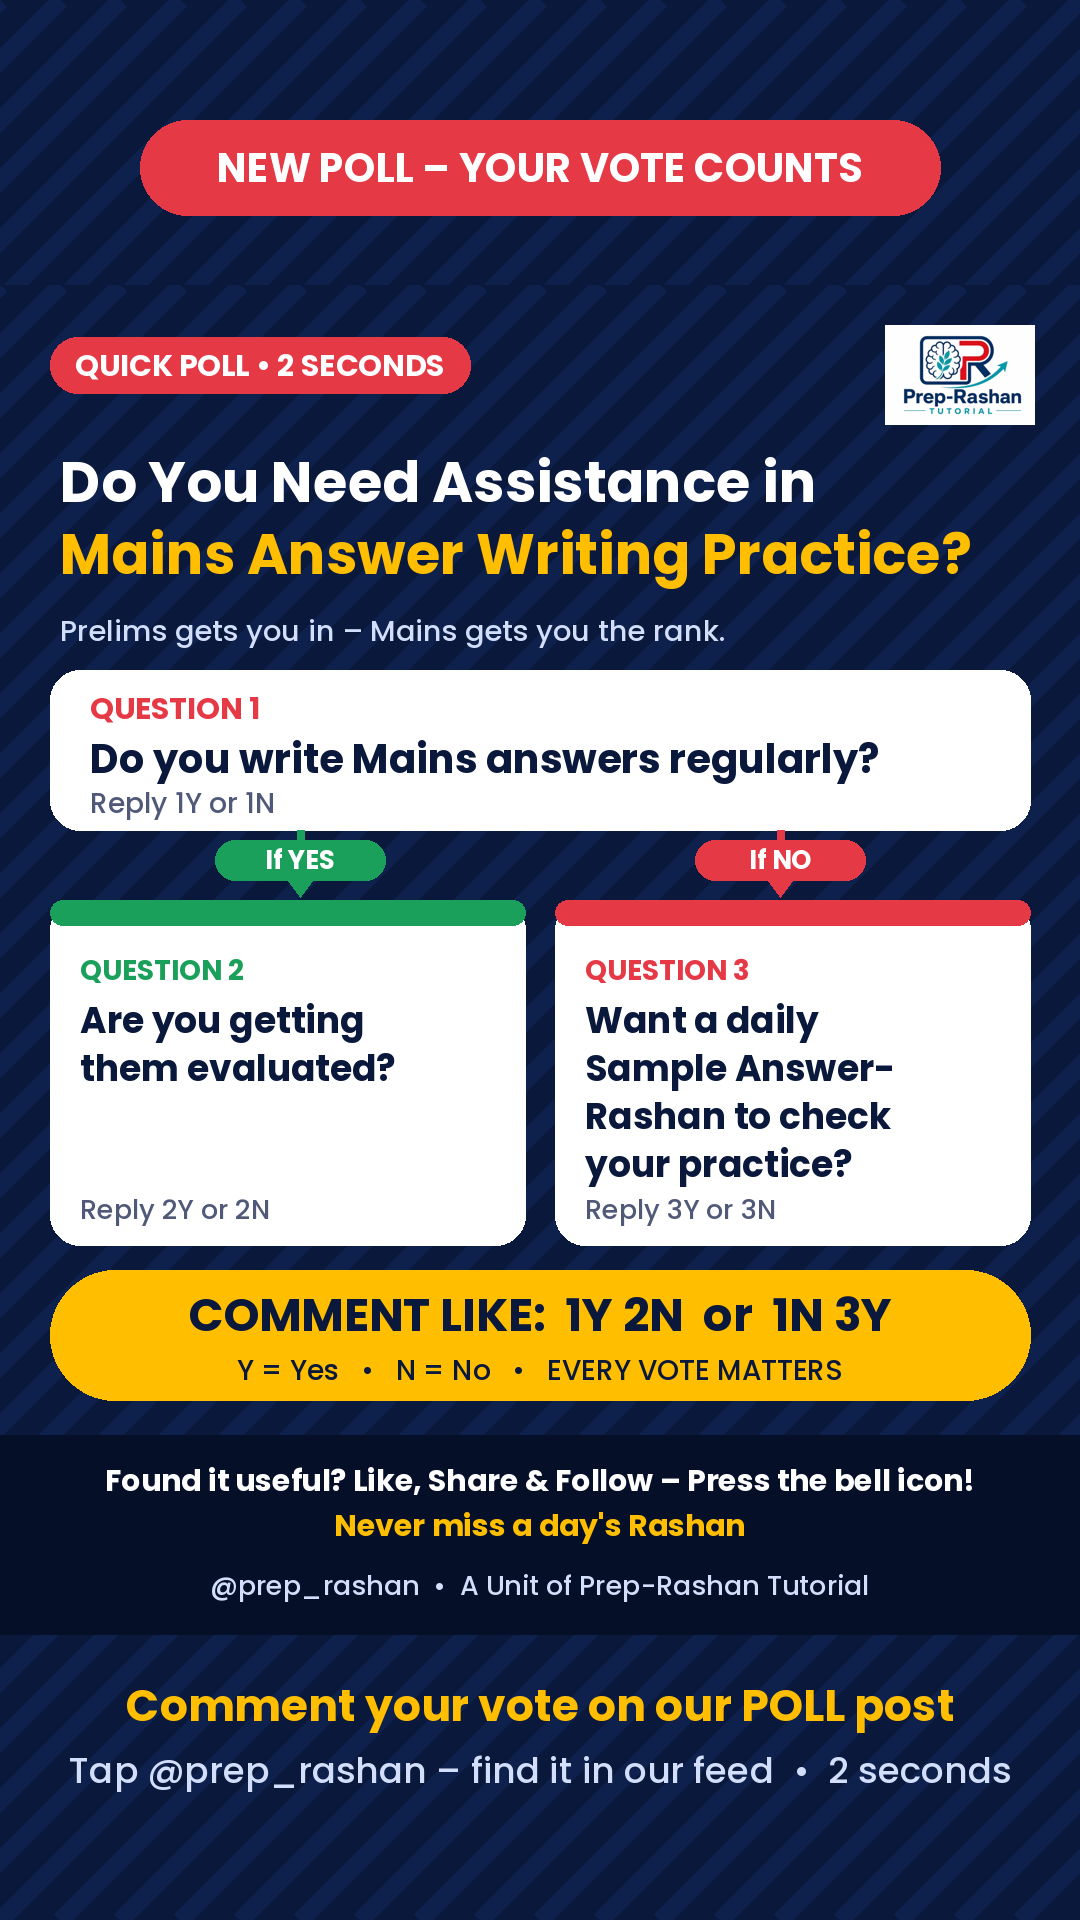 NEW POLL – YOUR VOTE COUNTS
QUICK POLL • 2 SECONDS
PR
Prep-Rashan
TUTORIAL
Do You Need Assistance in
Mains Answer Writing Practice?
Prelims gets you in – Mains gets you the rank.
QUESTION 1
Do you write Mains answers regularly?
Reply 1Y or 1N
If YES
If NO
QUESTION 2
Are you getting
them evaluated?
Reply 2Y or 2N
QUESTION 3
Want a daily
Sample Answer-
Rashan to check
your practice?
Reply 3Y or 3N
COMMENT LIKE: 1Y 2N or 1N 3Y
Y = Yes • N = No • EVERY VOTE MATTERS
Found it useful? Like, Share & Follow – Press the bell icon!
Never miss a day's Rashan
@prep_rashan • A Unit of Prep-Rashan Tutorial
Comment your vote on our POLL post
Tap @prep_rashan – find it in our feed • 2 seconds